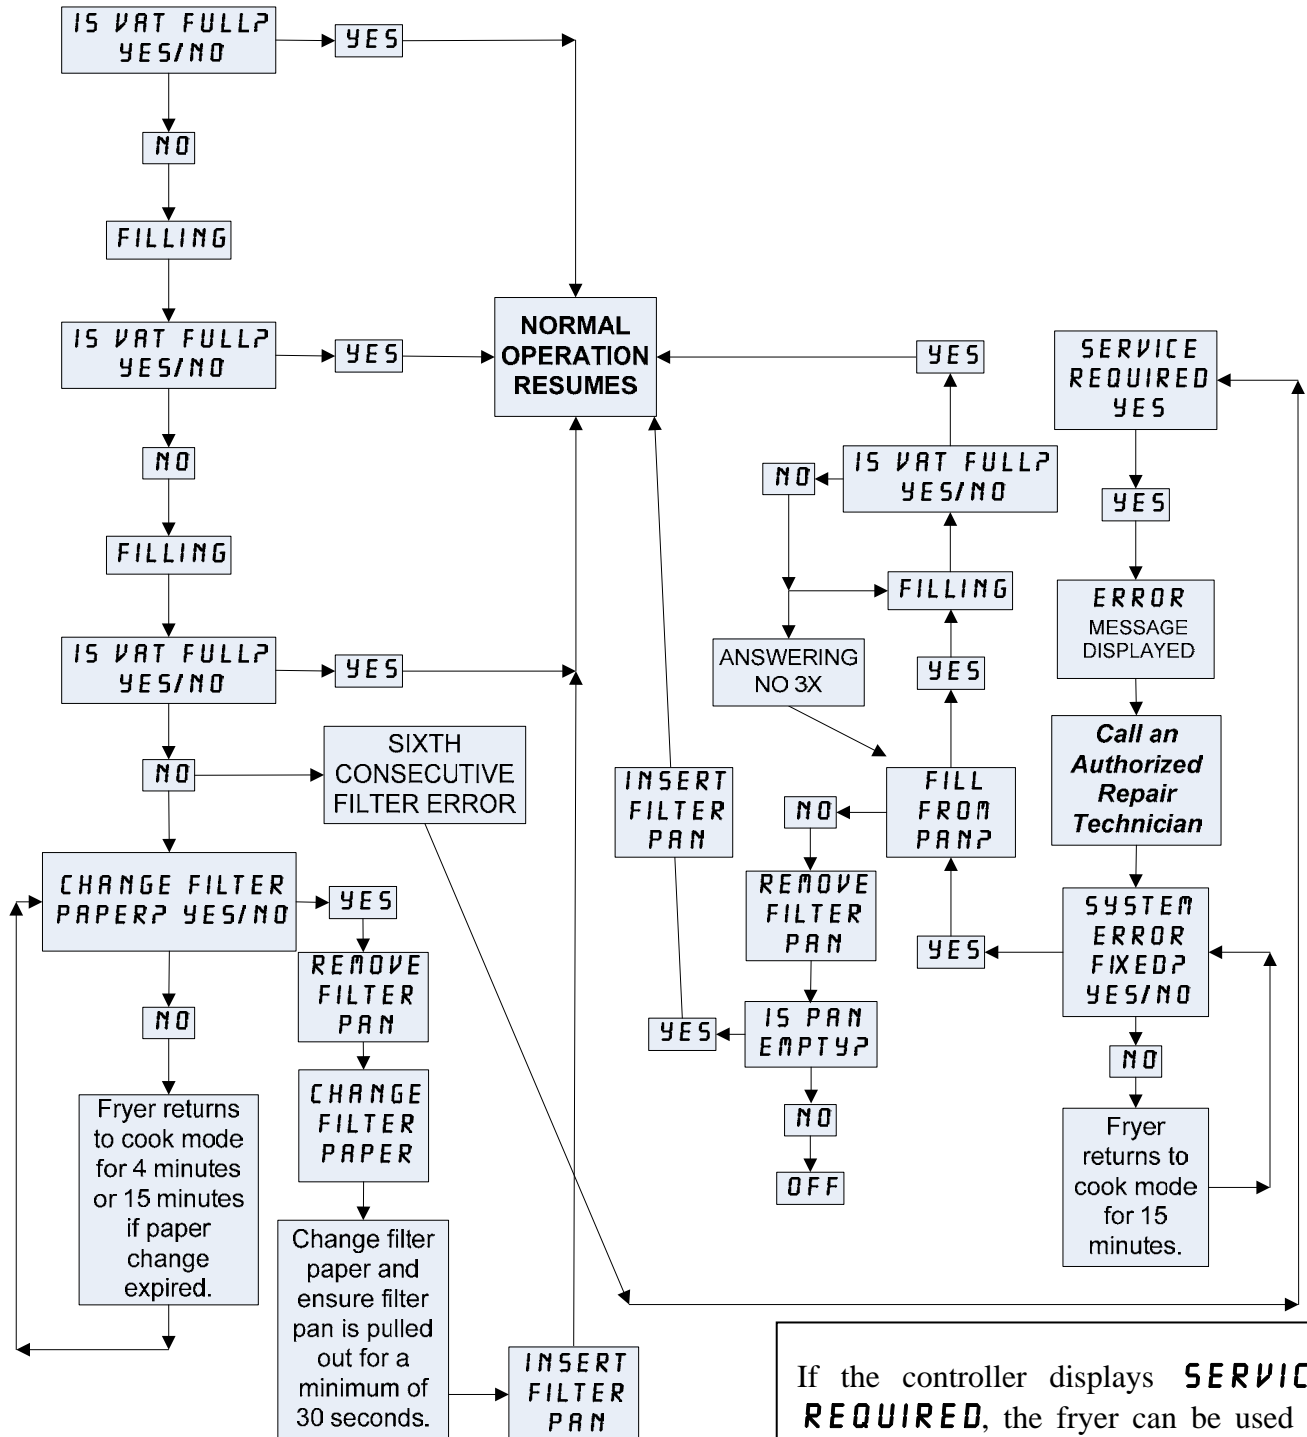 IS VAT FULL?
YES/NO
YES
NO
FILLING
IS VAT FULL?
YES/NO
YES
NO
FILLING
IS VAT FULL?
YES/NO
YES
NO
SIXTH
CONSECUTIVE
FILTER ERROR
CHANGE FILTER
PAPER? YES/NO
YES
REMOVE
FILTER
PAN
CHANGE
FILTER
PAPER
Change filter
paper and
ensure filter
pan is pulled
out for a
minimum of
30 seconds.
INSERT
FILTER
PAN
NO
Fryer returns
to cook mode
for 4 minutes
or 15 minutes
if paper
change
expired.
NORMAL
OPERATION
RESUMES
SERVICE
REQUIRED
YES
YES
ERROR
MESSAGE
DISPLAYED
Call an
Authorized
Repair
Technician
SYSTEM
ERROR
FIXED?
YES/NO
NO
Fryer
returns to
cook mode
for 15
minutes.
YES
FILL
FROM
PAN?
YES
FILLING
IS VAT FULL?
YES/NO
YES
NO
ANSWERING
NO 3X
NO
REMOVE
FILTER
PAN
IS PAN
EMPTY?
YES
INSERT
FILTER
PAN
NO
OFF
If the controller displays SERVIC
REQUIRED, the fryer can be used